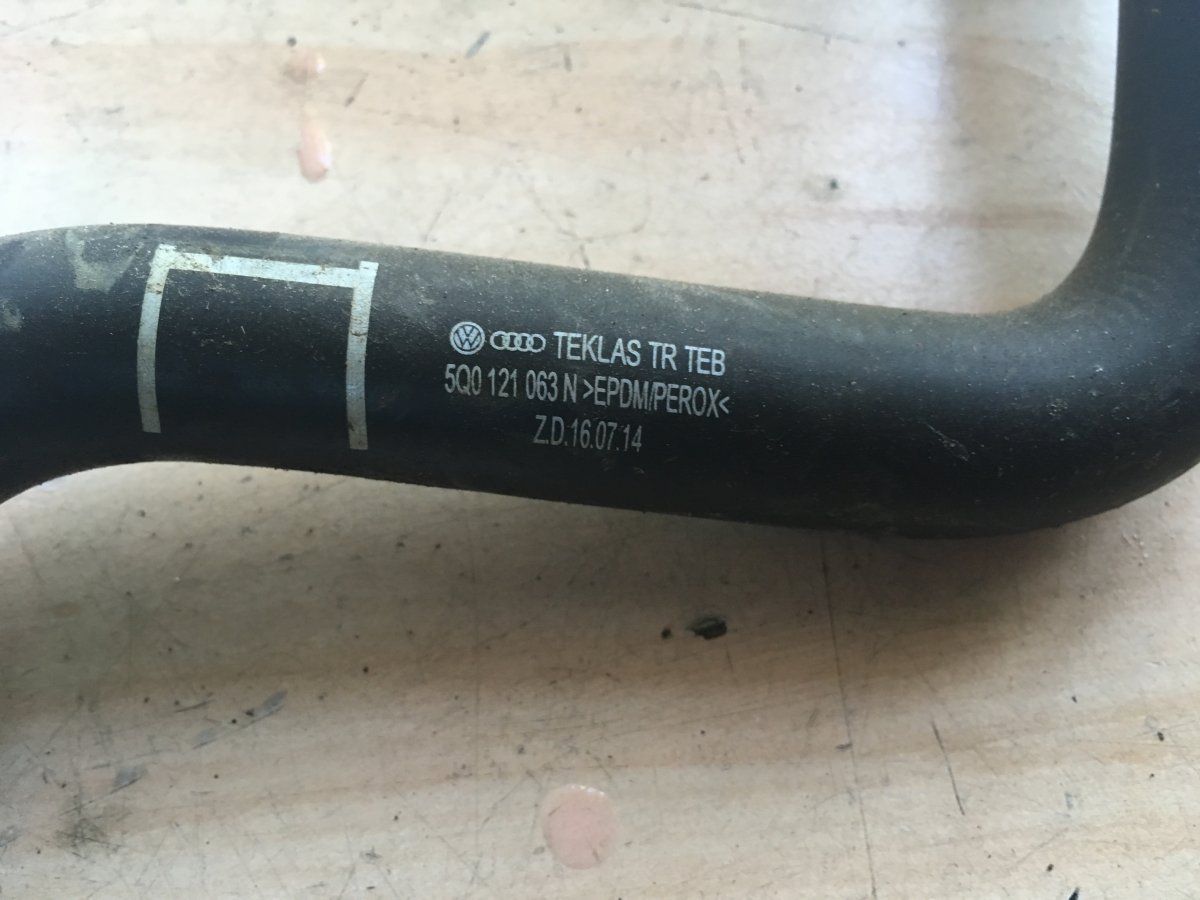 TEKLAS TR TEB
5Q0 121 063 N >EPDM/PEROX<
Z.D.16.07.14